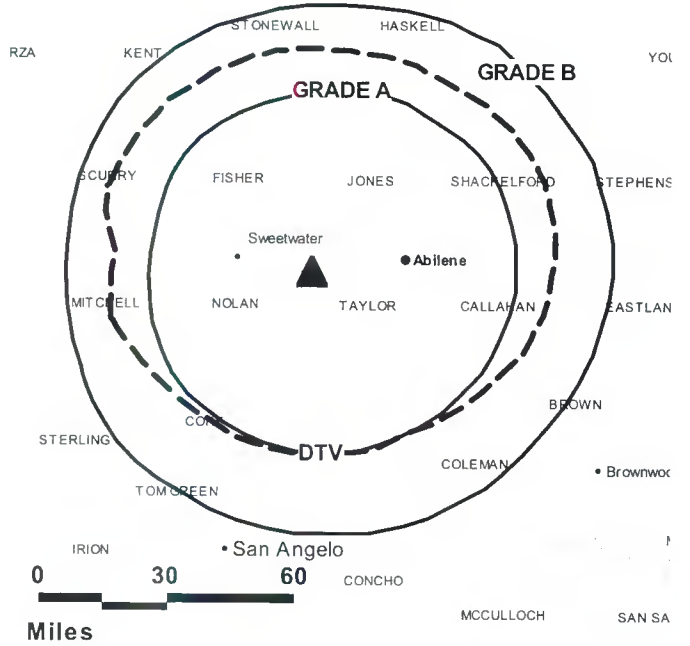 STONEWALL HASKELL
RZA KENT YOU
GRADE B
GRADE A
SCURRY FISHER JONES SHACKELFORD STEPHENS
Sweetwater
Abilene
MITCHELL NOLAN TAYLOR CALLAHAN EASTLAN
BROWN
STERLING
DTV
COLEMAN
TOM GREEN
Brownwoo
IRION San Angelo
0 30 60
CONCHO
Miles
MCCULLOCH SAN SA